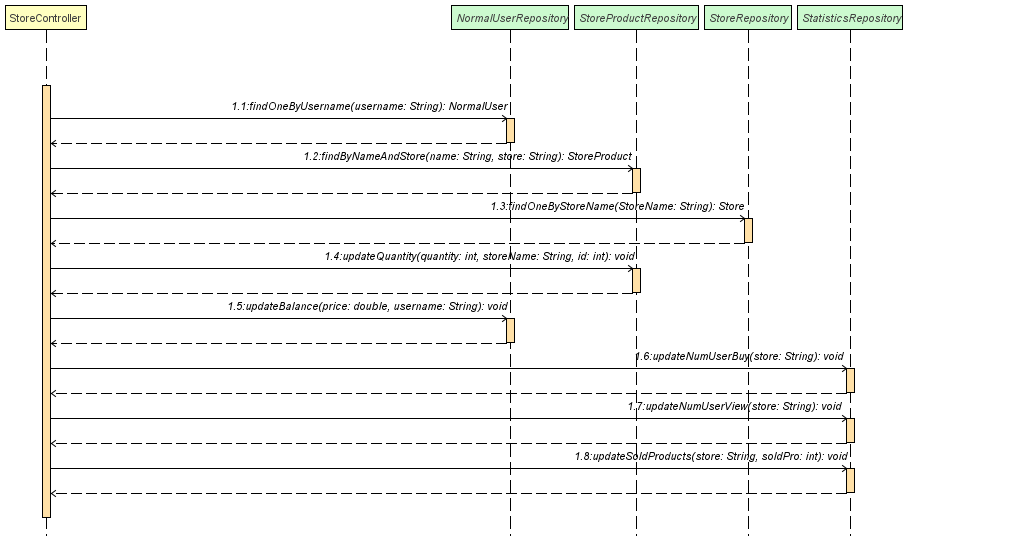 StoreController
NormalUserRepository
StoreProductRepository
StoreRepository
StatisticsRepository
1.1:findOneByUsername(username: String): NormalUser
1.2:findByNameAndStore(name: String, store: String): StoreProduct
1.3:findOneByStoreName(StoreName: String): Store
1.4:updateQuantity(quantity: int, storeName: String, id: int): void
1.5:updateBalance(price: double, username: String): void
1.6:updateNumUserBuy(store: String): void
1.7:updateNumUserView(store: String): void
1.8:updateSoldProducts(store: String, soldPro: int): void